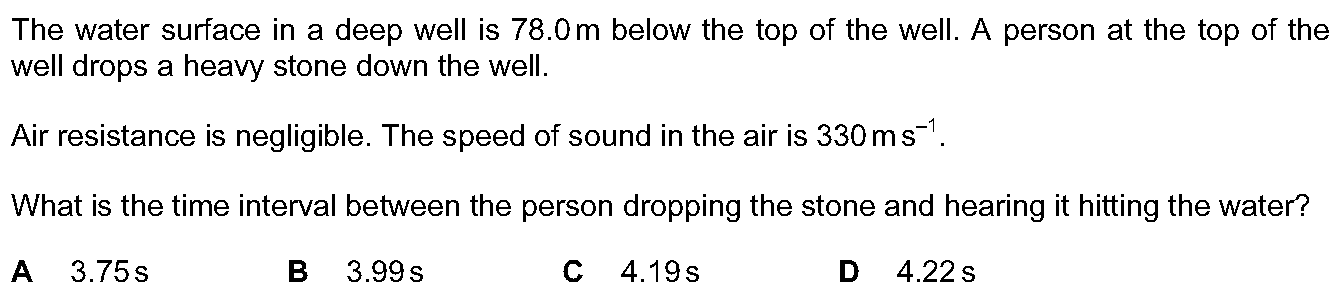 The water surface in a deep well is 78.0 m below the top of the well. A person at the top of the
well drops a heavy stone down the well.
Air resistance is negligible. The speed of sound in the air is 330 m s⁻¹.
What is the time interval between the person dropping the stone and hearing it hitting the water?
A 3.75 s B 3.99 s C 4.19 s D 4.22 s